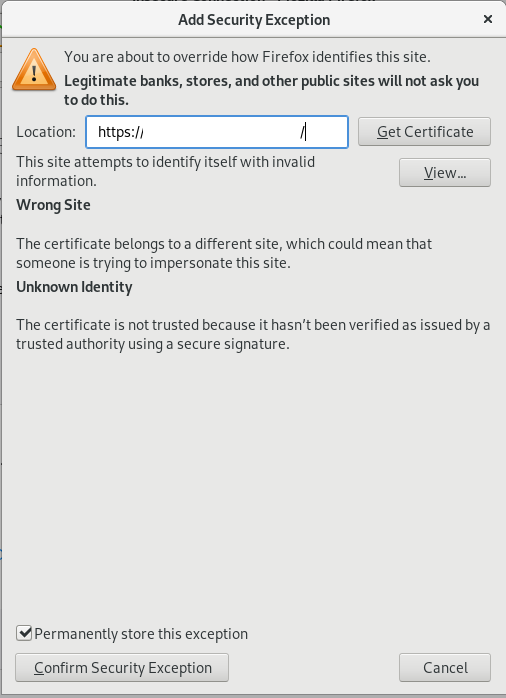 Add Security Exception
You are about to override how Firefox identifies this site.
Legitimate banks, stores, and other public sites will not ask you
to do this.
Location: https:// / Get Certificate
This site attempts to identify itself with invalid
information.
View...
Wrong Site
The certificate belongs to a different site, which could mean that
someone is trying to impersonate this site.
Unknown Identity
The certificate is not trusted because it hasn’t been verified as issued by a
trusted authority using a secure signature.
Permanently store this exception
Confirm Security Exception Cancel